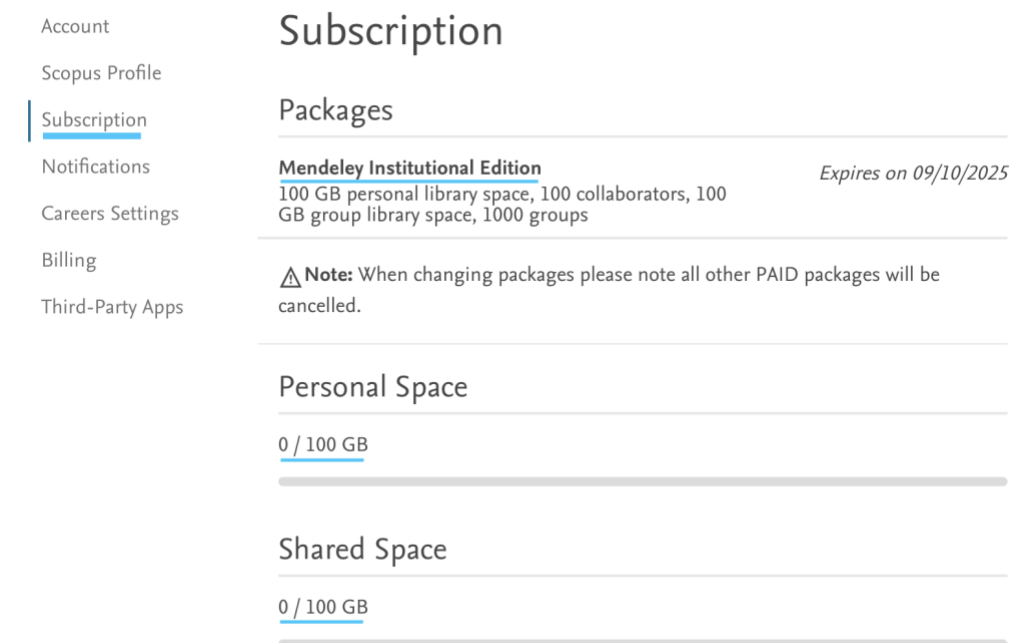 Account
Scopus Profile
Subscription
Notifications
Careers Settings
Billing
Third-Party Apps
Subscription
Packages
Mendeley Institutional Edition
Expires on 09/10/2025
100 GB personal library space, 100 collaborators, 100
GB group library space, 1000 groups
Note: When changing packages please note all other PAID packages will be
cancelled.
Personal Space
0 / 100 GB
Shared Space
0 / 100 GB